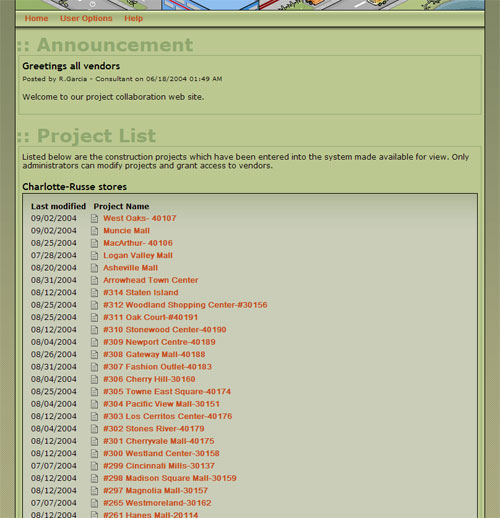 Home User Options Help
:: Announcement
Greetings all vendors
Posted by R.Garcia - Consultant on 06/18/2004 01:49 AM
Welcome to our project collaboration web site.
:: Project List
Listed below are the construction projects which have been entered into the system made available for view. Only
administrators can modify projects and grant access to vendors.
Charlotte-Russe stores
Last modified Project Name
09/02/2004 West Oaks- 40107
09/02/2004 Muncie Mall
08/25/2004 MacArthur- 40106
07/28/2004 Logan Valley Mall
08/20/2004 Asheville Mall
08/31/2004 Arrowhead Town Center
08/12/2004 #314 Staten Island
08/25/2004 #312 Woodland Shopping Center-#30156
08/25/2004 #311 Oak Court-#40191
08/12/2004 #310 Stonewood Center-40190
08/04/2004 #309 Newport Centre-40189
08/26/2004 #308 Gateway Mall-40188
08/31/2004 #307 Fashion Outlet-40183
08/04/2004 #306 Cherry Hill-30160
08/25/2004 #305 Towne East Square-40174
08/04/2004 #304 Pacific View Mall-30151
08/12/2004 #303 Los Cerritos Center-40176
08/04/2004 #302 Stones River-40179
08/04/2004 #301 Cherryvale Mall-40175
08/12/2004 #300 Westland Center-30158
07/07/2004 #299 Cincinnati Mills-30137
08/12/2004 #298 Madison Square Mall-30159
08/12/2004 #297 Magnolia Mall-30157
07/07/2004 #265 Westmoreland-30162
08/12/2004 #261 Hanes Mall-20114